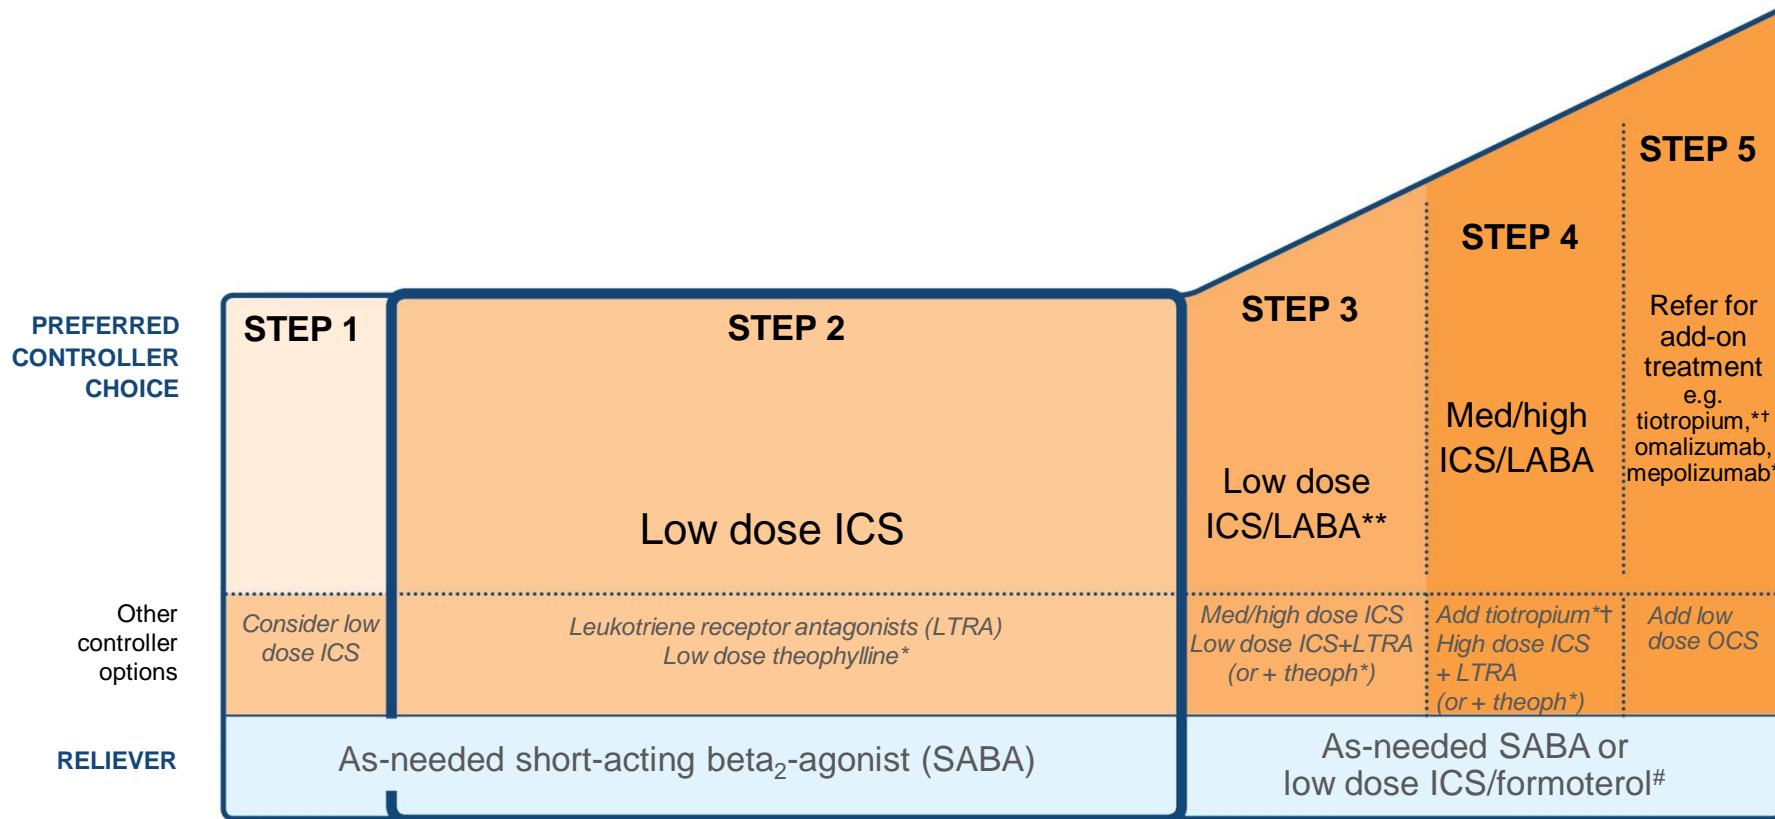 PREFERRED
CONTROLLER
CHOICE
STEP 1
STEP 2
Low dose ICS
STEP 3
Low dose
ICS/LABA**
STEP 4
Med/high
ICS/LABA
STEP 5
Refer for
add-on
treatment
e.g.
tiotropium,*†
omalizumab,
mepolizumab*
Other
controller
options
Consider low
dose ICS
Leukotriene receptor antagonists (LTRA)
Low dose theophylline*
Med/high dose ICS
Low dose ICS+LTRA
(or + theoph*)
Add tiotropium*†
High dose ICS
+ LTRA
(or + theoph*)
Add low
dose OCS
RELIEVER
As-needed short-acting beta₂-agonist (SABA)
As-needed SABA or
low dose ICS/formoterol#